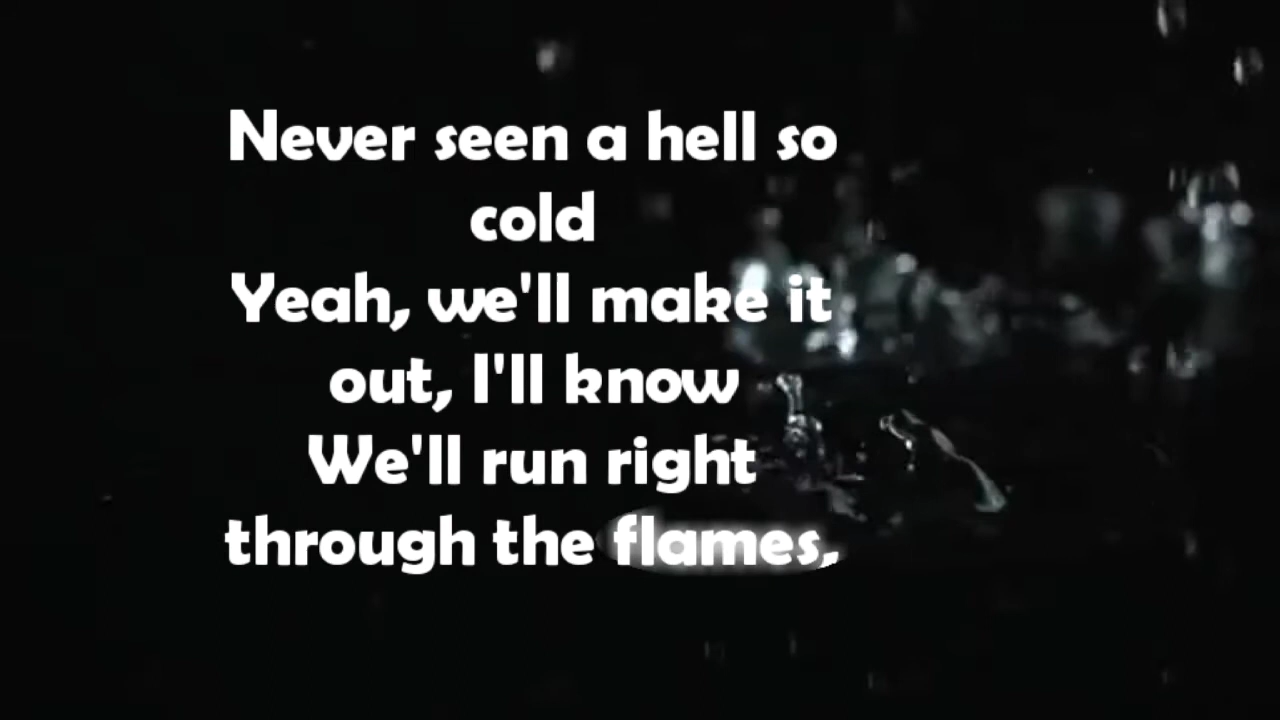 Never seen a hell so
cold
Yeah, we'll make it
out, I'll know
We'll run right
through the flames,